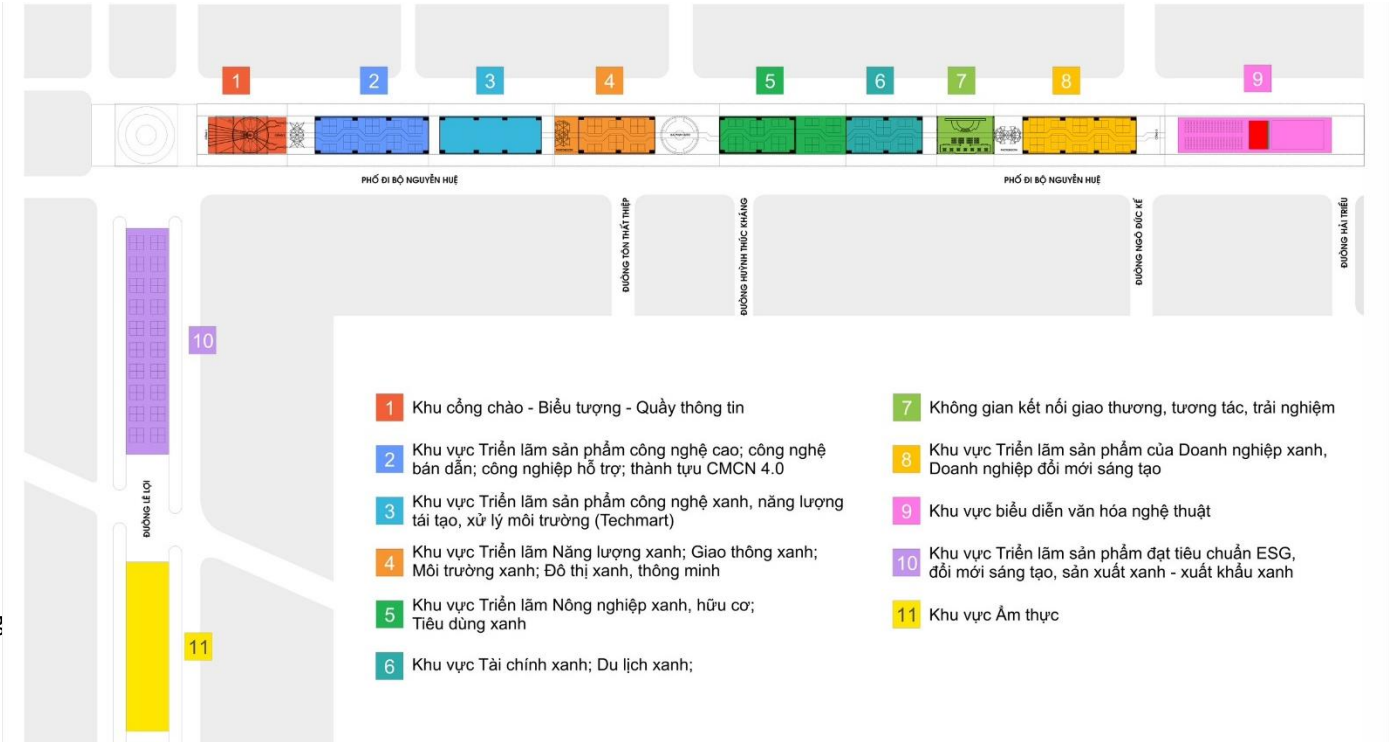 1
2
3
4
5
6
7
8
9
PHỐ ĐI BỘ NGUYỄN HUỆ
PHỐ ĐI BỘ NGUYỄN HUỆ
ĐƯỜNG TÔN THẤT THIỆP
ĐƯỜNG HUỲNH THÚC KHÁNG
ĐƯỜNG NGÔ ĐỨC KẾ
ĐƯỜNG HẢI TRIỀU
10
ĐƯỜNG LÊ LỢI
11
1 Khu cổng chào - Biểu tượng - Quầy thông tin
2 Khu vực Triển lãm sản phẩm công nghệ cao; công nghệ
bán dẫn; công nghiệp hỗ trợ; thành tựu CMCN 4.0
3 Khu vực Triển lãm sản phẩm công nghệ xanh, năng lượng
tái tạo, xử lý môi trường (Techmart)
4 Khu vực Triển lãm Năng lượng xanh; Giao thông xanh;
Môi trường xanh; Đô thị xanh, thông minh
5 Khu vực Triển lãm Nông nghiệp xanh, hữu cơ;
Tiêu dùng xanh
6 Khu vực Tài chính xanh; Du lịch xanh;
7 Không gian kết nối giao thương, tương tác, trải nghiệm
8 Khu vực Triển lãm sản phẩm của Doanh nghiệp xanh,
Doanh nghiệp đổi mới sáng tạo
9 Khu vực biểu diễn văn hóa nghệ thuật
10 Khu vực Triển lãm sản phẩm đạt tiêu chuẩn ESG,
đổi mới sáng tạo, sản xuất xanh - xuất khẩu xanh
11 Khu vực Ẩm thực